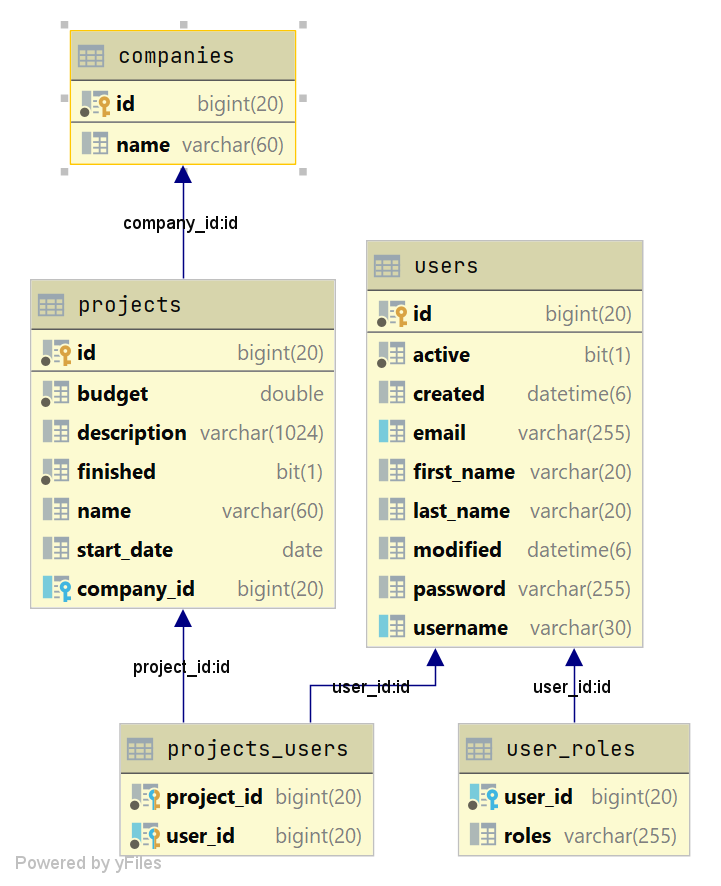 companies
id bigint(20)
name varchar(60)
company_id:id
projects
id bigint(20)
budget double
description varchar(1024)
finished bit(1)
name varchar(60)
start_date date
company_id bigint(20)
users
id bigint(20)
active bit(1)
created datetime(6)
email varchar(255)
first_name varchar(20)
last_name varchar(20)
modified datetime(6)
password varchar(255)
username varchar(30)
project_id:id
user_id:id
user_id:id
projects_users
project_id bigint(20)
user_id bigint(20)
user_roles
user_id bigint(20)
roles varchar(255)
Powered by yFiles